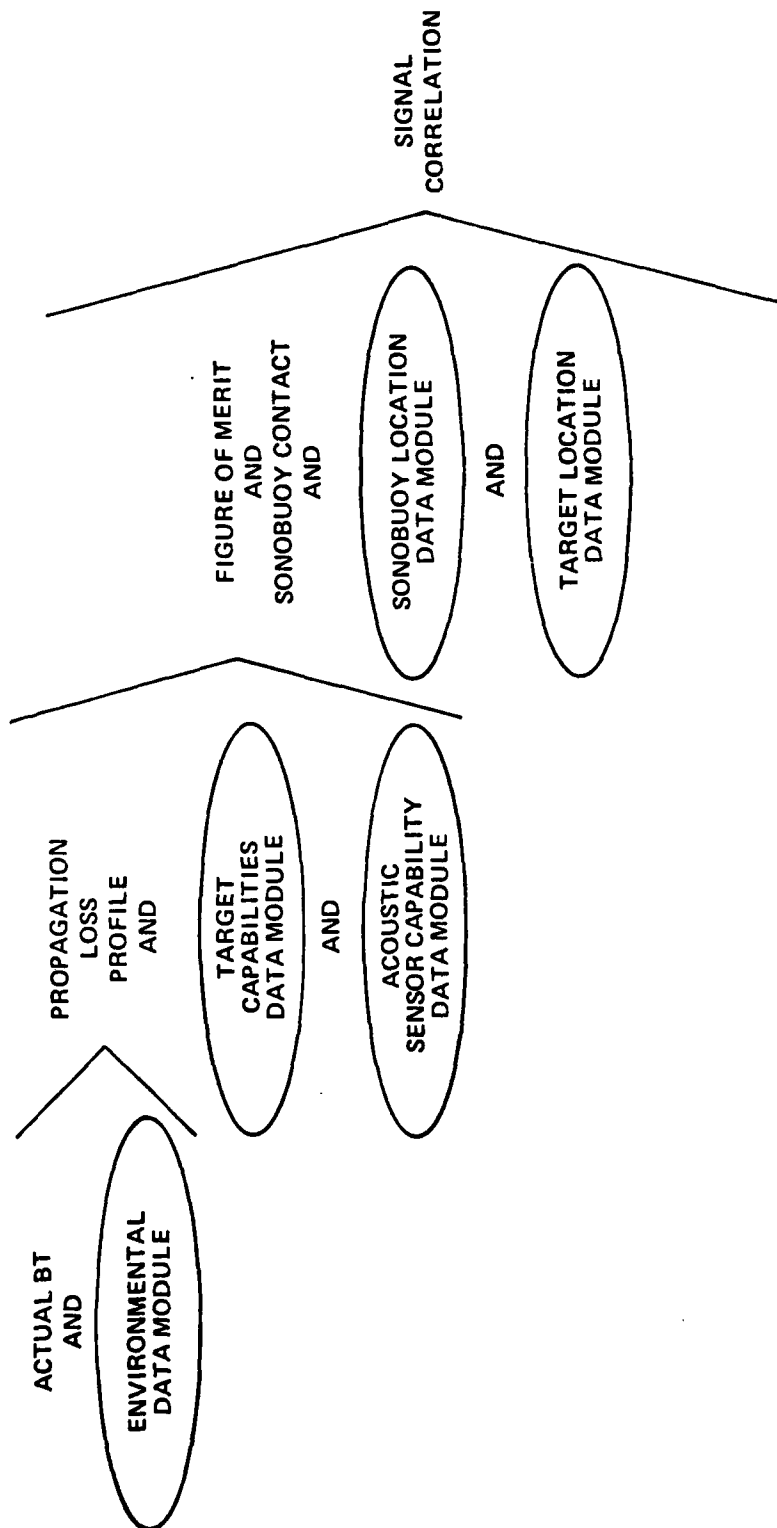 ACTUAL BT
AND
ENVIRONMENTAL
DATA MODULE
PROPAGATION
LOSS
PROFILE
AND
TARGET
CAPABILITIES
DATA MODULE
AND
ACOUSTIC
SENSOR CAPABILITY
DATA MODULE
FIGURE OF MERIT
AND
SONOBUOY CONTACT
AND
SONOBUOY LOCATION
DATA MODULE
AND
TARGET LOCATION
DATA MODULE
SIGNAL
CORRELATION